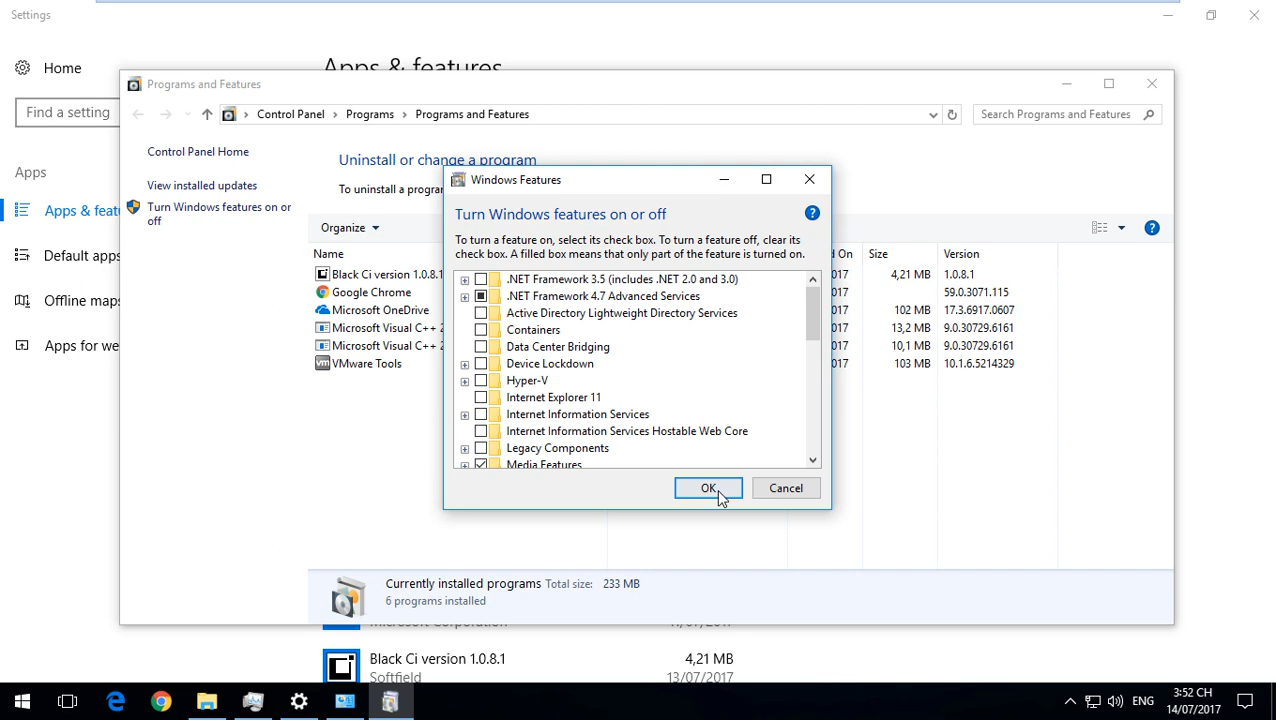 Settings
Home
Find a setting
Apps
Apps & feat
Default apps
Offline maps
Apps for we
Apps & features
Programs and Features
Control Panel > Programs > Programs and Features
Search Programs and Features
Control Panel Home
View installed updates
Turn Windows features on or
off
Uninstall or change a program
To uninstall a program
Organize
Name
On
Size
Version
Black Ci version 1.0.8.1
017
4,21 MB
1.0.8.1
Google Chrome
017
59.0.3071.115
Microsoft OneDrive
017
102 MB
17.3.6917.0607
Microsoft Visual C++ 2
017
13,2 MB
9.0.30729.6161
Microsoft Visual C++ 2
017
10,1 MB
9.0.30729.6161
VMware Tools
017
103 MB
10.1.6.5214329
Windows Features
Turn Windows features on or off
To turn a feature on, select its check box. To turn a feature off, clear its
check box. A filled box means that only part of the feature is turned on.
.NET Framework 3.5 (includes .NET 2.0 and 3.0)
.NET Framework 4.7 Advanced Services
Active Directory Lightweight Directory Services
Containers
Data Center Bridging
Device Lockdown
Hyper-V
Internet Explorer 11
Internet Information Services
Internet Information Services Hostable Web Core
Legacy Components
Media Features
OK
Cancel
Currently installed programs Total size: 233 MB
6 programs installed
Microsoft Corporation
Black Ci version 1.0.8.1
4,21 MB
Softfield
13/07/2017
ENG
3:52 CH
14/07/2017